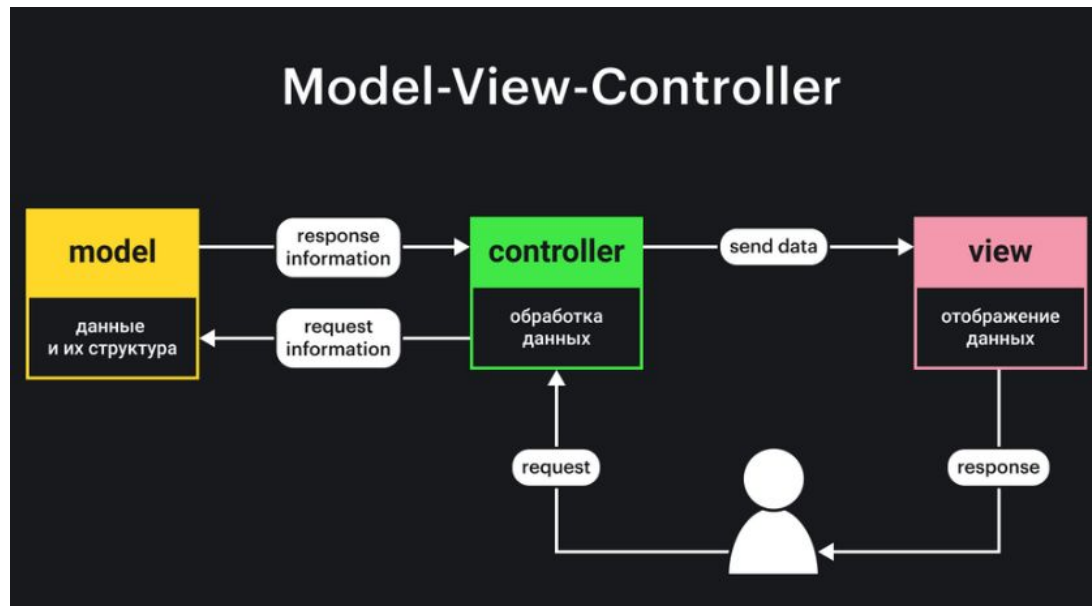 Model-View-Controller
model
данные
и их структура
response
information
request
information
controller
обработка
данных
send data
view
отображение
данных
request
response